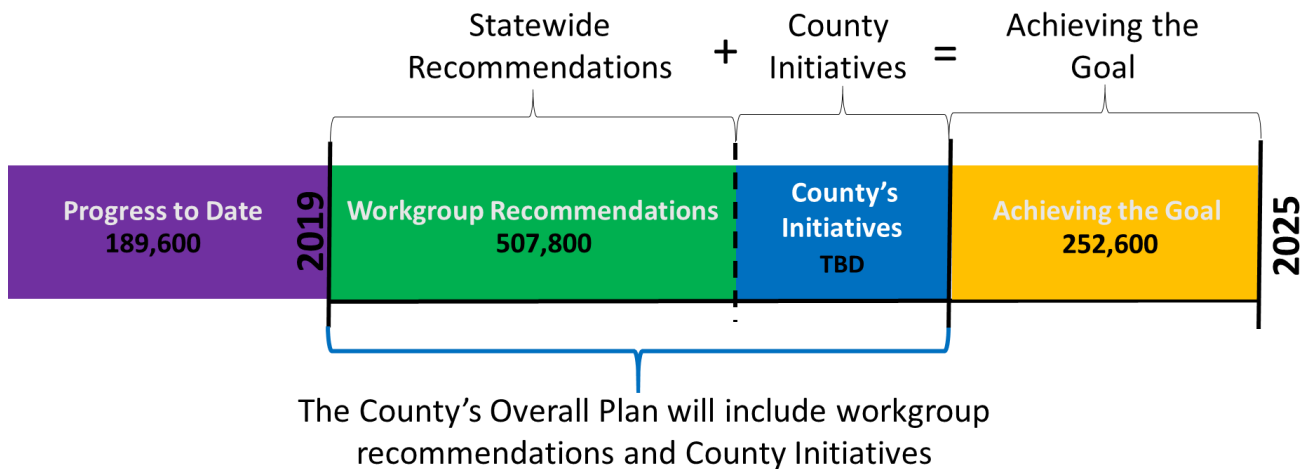 Statewide
Recommendations
+
County
Initiatives
=
Achieving the
Goal
Progress to Date
189,600
2019
Workgroup Recommendations
507,800
County's
Initiatives
TBD
Achieving the Goal
252,600
2025
The County's Overall Plan will include workgroup
recommendations and County Initiatives